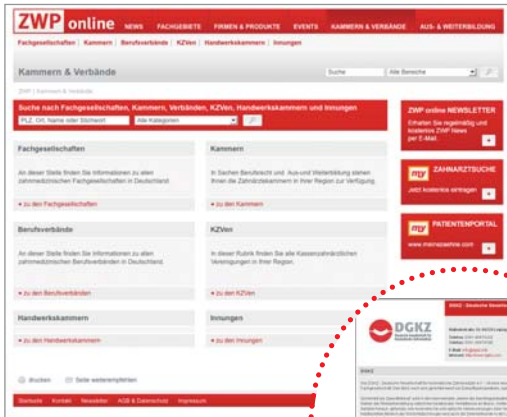 ZWP online NEWS FACHGEBIETE FIRMEN & PRODUKTE EVENTS KAMMERN & VERBÄNDE AUS- & WEITERBILDUNG
Fachgesellschaften | Kammern | Berufsverbände | KZVen | Handwerkskammern | Innungen
Kammern & Verbände Suche Alle Bereiche
ZWP | Kammern & Verbände
Suche nach Fachgesellschaften, Kammern, Verbänden, KZVen, Handwerkskammern und Innungen
PLZ, Ort, Name oder Stichwort Alle Kategorien
ZWP online NEWSLETTER
Erhalten Sie regelmäßig und
kostenlos ZWP News
per E-Mail.
Fachgesellschaften
An dieser Stelle finden Sie Informationen zu allen
zahnmedizinischen Fachgesellschaften in Deutschland.
zu den Fachgesellschaften
Kammern
In Sachen Berufsrecht und Aus-und Weiterbildung stehen
Ihnen die Zahnärztekammern in Ihrer Region zur Verfügung.
zu den Kammern
my ZAHNARZTSUCHE
Jetzt kostenlos eintragen
my PATIENTENPORTAL
www.meinezaehne.com
Berufsverbände
An dieser Stelle finden Sie Informationen zu allen
zahnmedizinischen Berufsverbänden in Deutschland.
zu den Berufsverbänden
KZVen
In dieser Rubrik finden Sie alle Kassenzahnärztlichen
Vereinigungen in Ihrer Region.
zu den KZVen
Handwerkskammern
zu den Handwerkskammern
Innungen
zu den Innungen
drucken Seite weiterempfehlen
Startseite Kontakt Newsletter AGB & Datenschutz Impressum
DGKZ - Deutsche
DGKZ
DGKZ